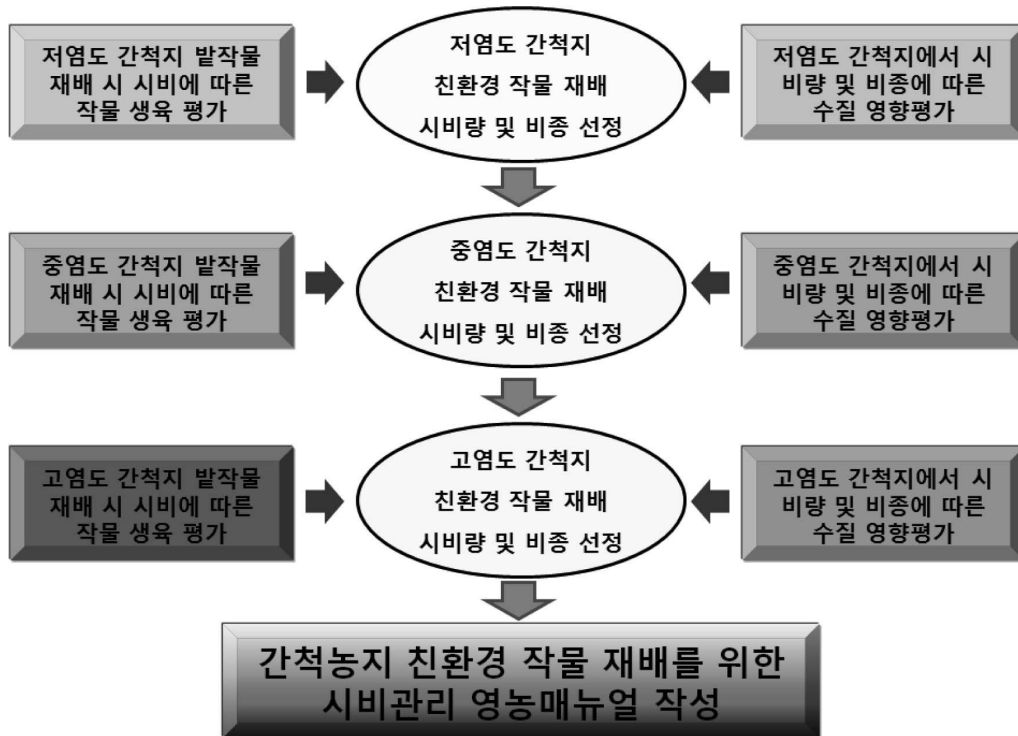 저염도 간척지 밭작물
재배 시 시비에 따른
작물 생육 평가
저염도 간척지
친환경 작물 재배
시비량 및 비종 선정
저염도 간척지에서 시
비량 및 비종에 따른
수질 영향평가
중염도 간척지 밭작물
재배 시 시비에 따른
작물 생육 평가
중염도 간척지
친환경 작물 재배
시비량 및 비종 선정
중염도 간척지에서 시
비량 및 비종에 따른
수질 영향평가
고염도 간척지 밭작물
재배 시 시비에 따른
작물 생육 평가
고염도 간척지
친환경 작물 재배
시비량 및 비종 선정
고염도 간척지에서 시
비량 및 비종에 따른
수질 영향평가
간척농지 친환경 작물 재배를 위한
시비관리 영농매뉴얼 작성